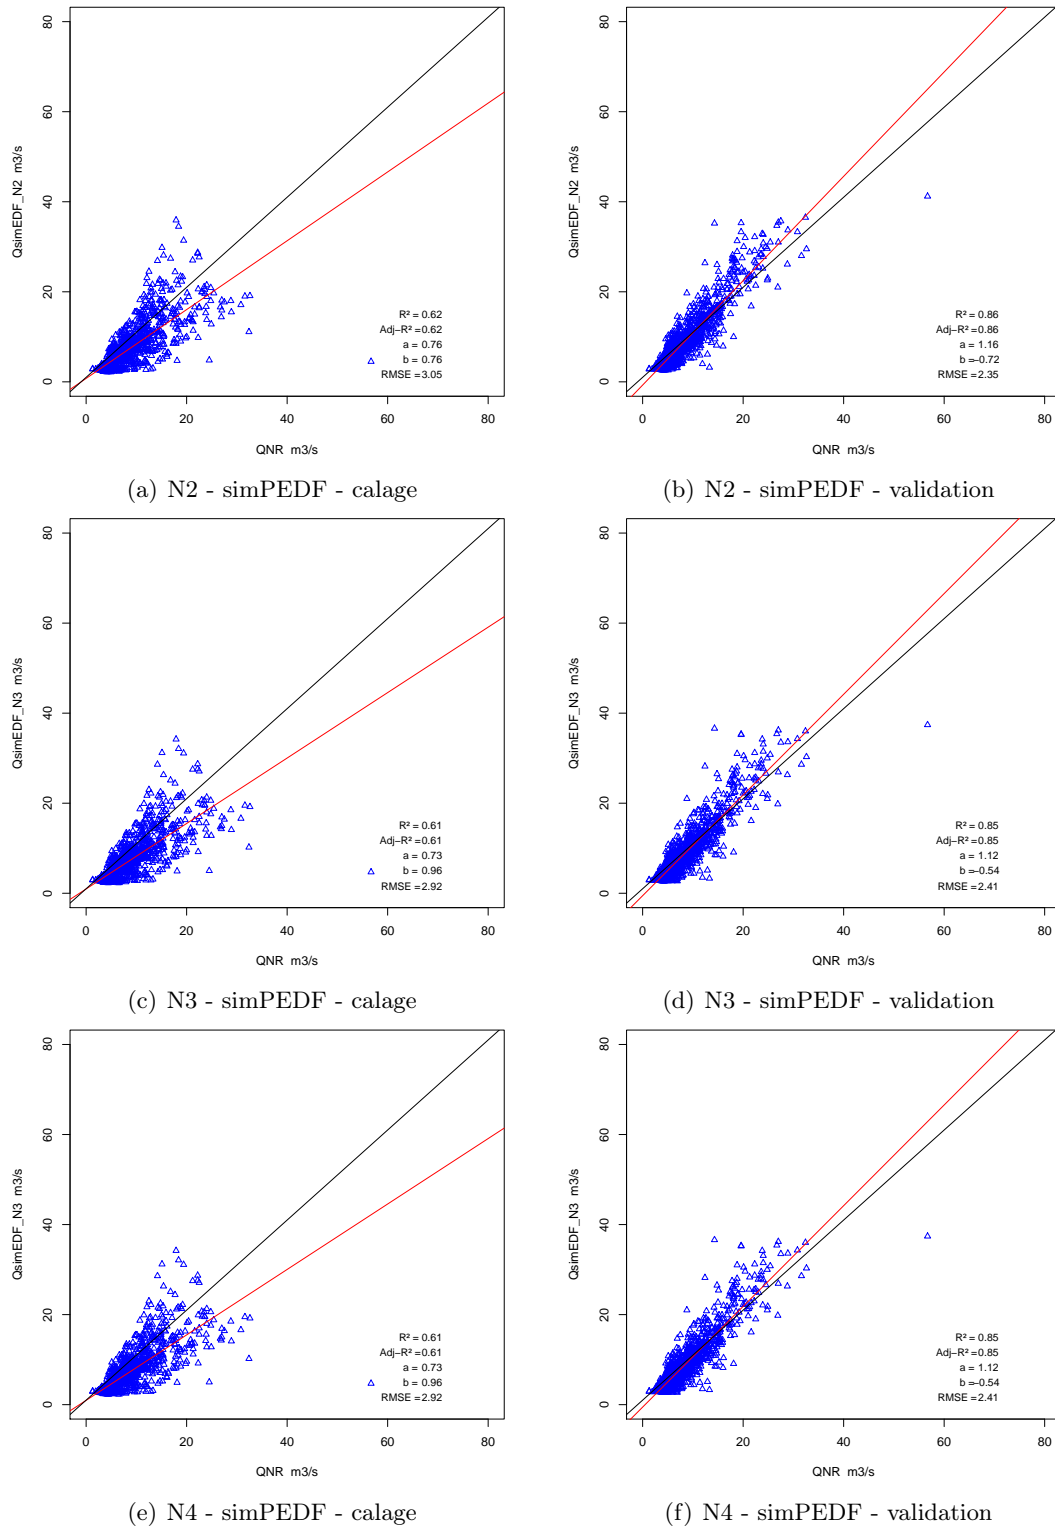 80
60
40
20
0
QsimEDF_N2 m3/s
R² = 0.62
Adj−R² = 0.62
a = 0.76
b = 0.76
RMSE = 3.05
0 20 40 60 80
QNR m3/s
(a) N2 - simPEDF - calage
80
60
40
20
0
QsimEDF_N2 m3/s
R² = 0.86
Adj−R² = 0.86
a = 1.16
b = −0.72
RMSE = 2.35
0 20 40 60 80
QNR m3/s
(b) N2 - simPEDF - validation
80
60
40
20
0
QsimEDF_N3 m3/s
R² = 0.61
Adj−R² = 0.61
a = 0.73
b = 0.96
RMSE = 2.92
0 20 40 60 80
QNR m3/s
(c) N3 - simPEDF - calage
80
60
40
20
0
QsimEDF_N3 m3/s
R² = 0.85
Adj−R² = 0.85
a = 1.12
b = −0.54
RMSE = 2.41
0 20 40 60 80
QNR m3/s
(d) N3 - simPEDF - validation
80
60
40
20
0
QsimEDF_N3 m3/s
R² = 0.61
Adj−R² = 0.61
a = 0.73
b = 0.96
RMSE = 2.92
0 20 40 60 80
QNR m3/s
(e) N4 - simPEDF - calage
80
60
40
20
0
QsimEDF_N3 m3/s
R² = 0.85
Adj−R² = 0.85
a = 1.12
b = −0.54
RMSE = 2.41
0 20 40 60 80
QNR m3/s
(f) N4 - simPEDF - validation